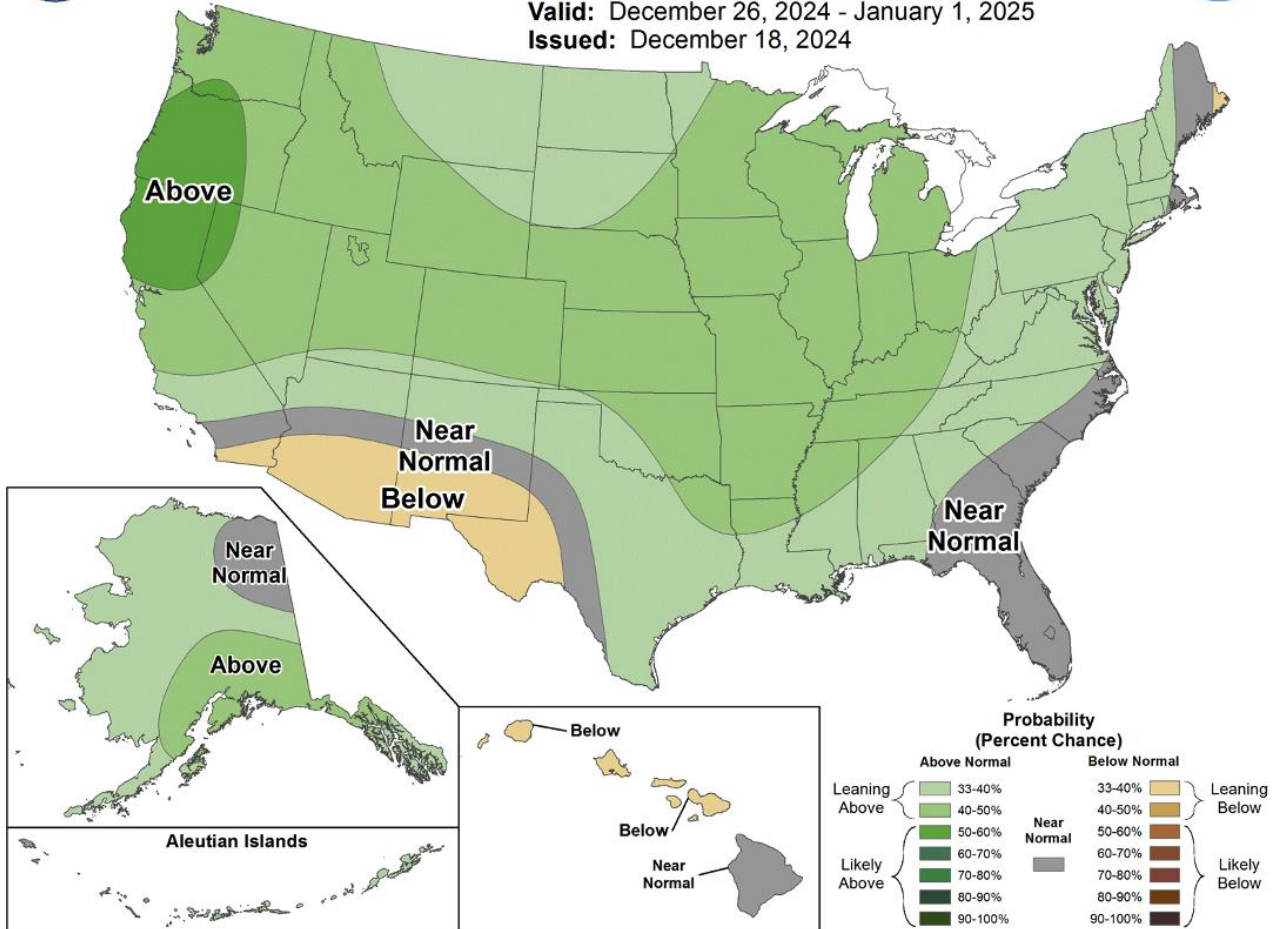 Valid: December 26, 2024 - January 1, 2025
Issued: December 18, 2024
Above
Near
Normal
Below
Near
Normal
Near
Normal
Above
Aleutian Islands
Below
Below
Near
Normal
Probability
(Percent Chance)
Above Normal
Below Normal
Leaning
Above
33-40%
40-50%
Likely
Above
50-60%
60-70%
70-80%
80-90%
90-100%
Near
Normal
33-40%
40-50%
Leaning
Below
50-60%
60-70%
70-80%
80-90%
90-100%
Likely
Below